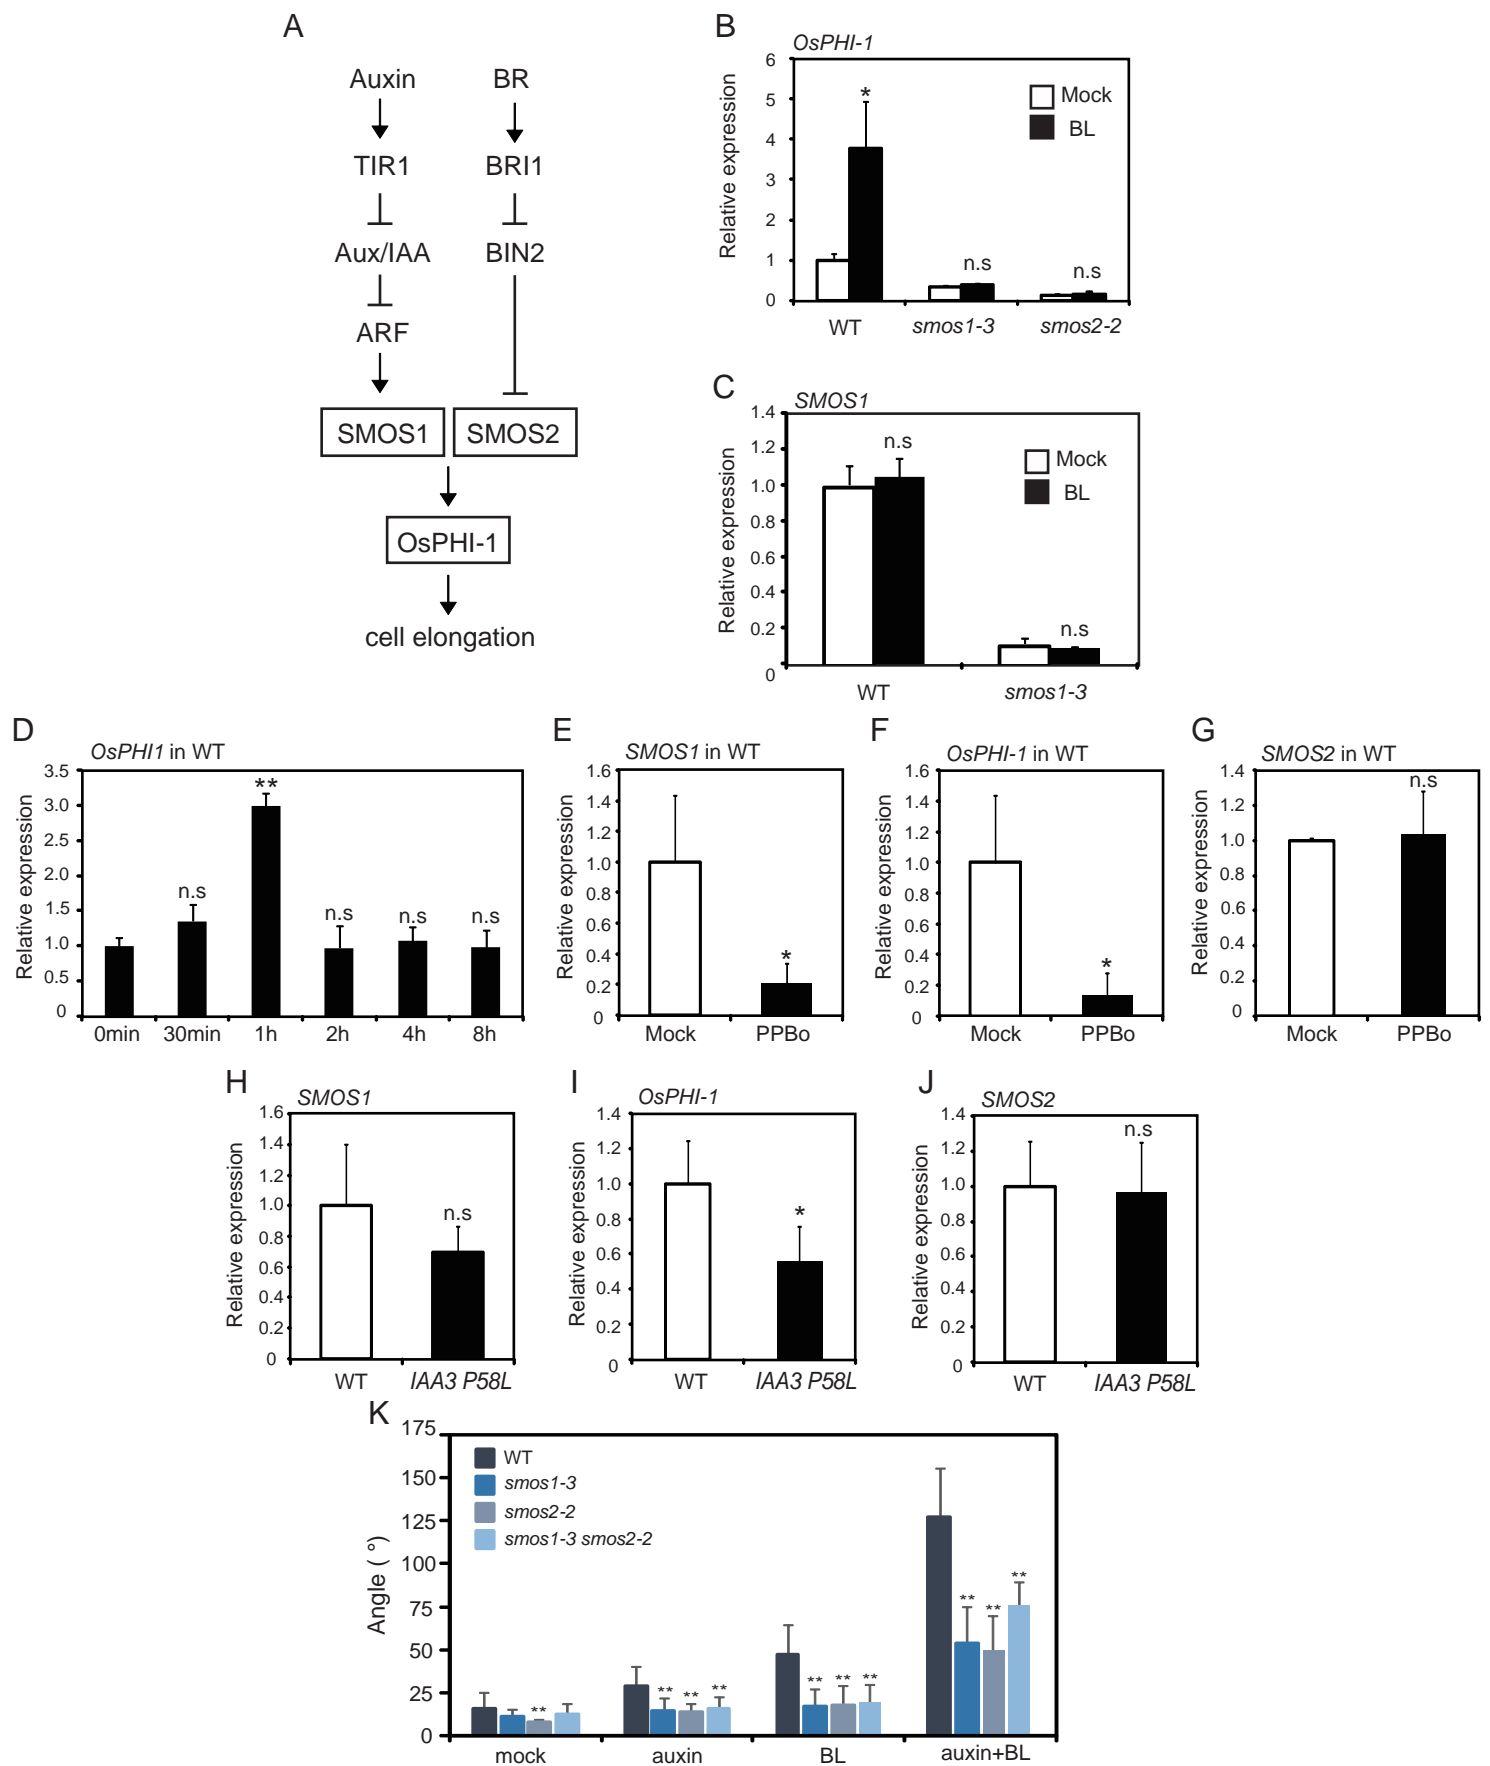 A
Auxin BR
TIR1 BRI1
Aux/IAA BIN2
ARF
SMOS1 SMOS2
OsPHI-1
cell elongation
B
OsPHI-1
Relative expression
6
5
4
3
2
1
0
*
Mock
BL
n.s
n.s
WT smos1-3 smos2-2
C
SMOS1
Relative expression
1.4
1.2
1.0
0.8
0.6
0.4
0.2
0
n.s
Mock
BL
n.s
WT smos1-3
D
OsPHI1 in WT
Relative expression
3.5
3.0
2.5
2.0
1.5
1.0
0.5
0
n.s
**
n.s
n.s
n.s
0min 30min 1h 2h 4h 8h
E
SMOS1 in WT
Relative expression
1.6
1.4
1.2
1.0
0.8
0.6
0.4
0.2
0
*
Mock PPBo
F
OsPHI-1 in WT
Relative expression
1.6
1.4
1.2
1.0
0.8
0.6
0.4
0.2
0
*
Mock PPBo
G
SMOS2 in WT
Relative expression
1.4
1.2
1.0
0.8
0.6
0.4
0.2
0
n.s
Mock PPBo
H
SMOS1
Relative expression
1.6
1.4
1.2
1.0
0.8
0.6
0.4
0.2
0
n.s
WT IAA3 P58L
I
OsPHI-1
Relative expression
1.4
1.2
1.0
0.8
0.6
0.4
0.2
0
*
WT IAA3 P58L
J
SMOS2
Relative expression
1.4
1.2
1.0
0.8
0.6
0.4
0.2
0
n.s
WT IAA3 P58L
K
Angle ( °)
175
150
125
100
75
50
25
0
WT
smos1-3
smos2-2
smos1-3 smos2-2
**
** ** **
** ** **
** ** **
mock auxin BL auxin+BL